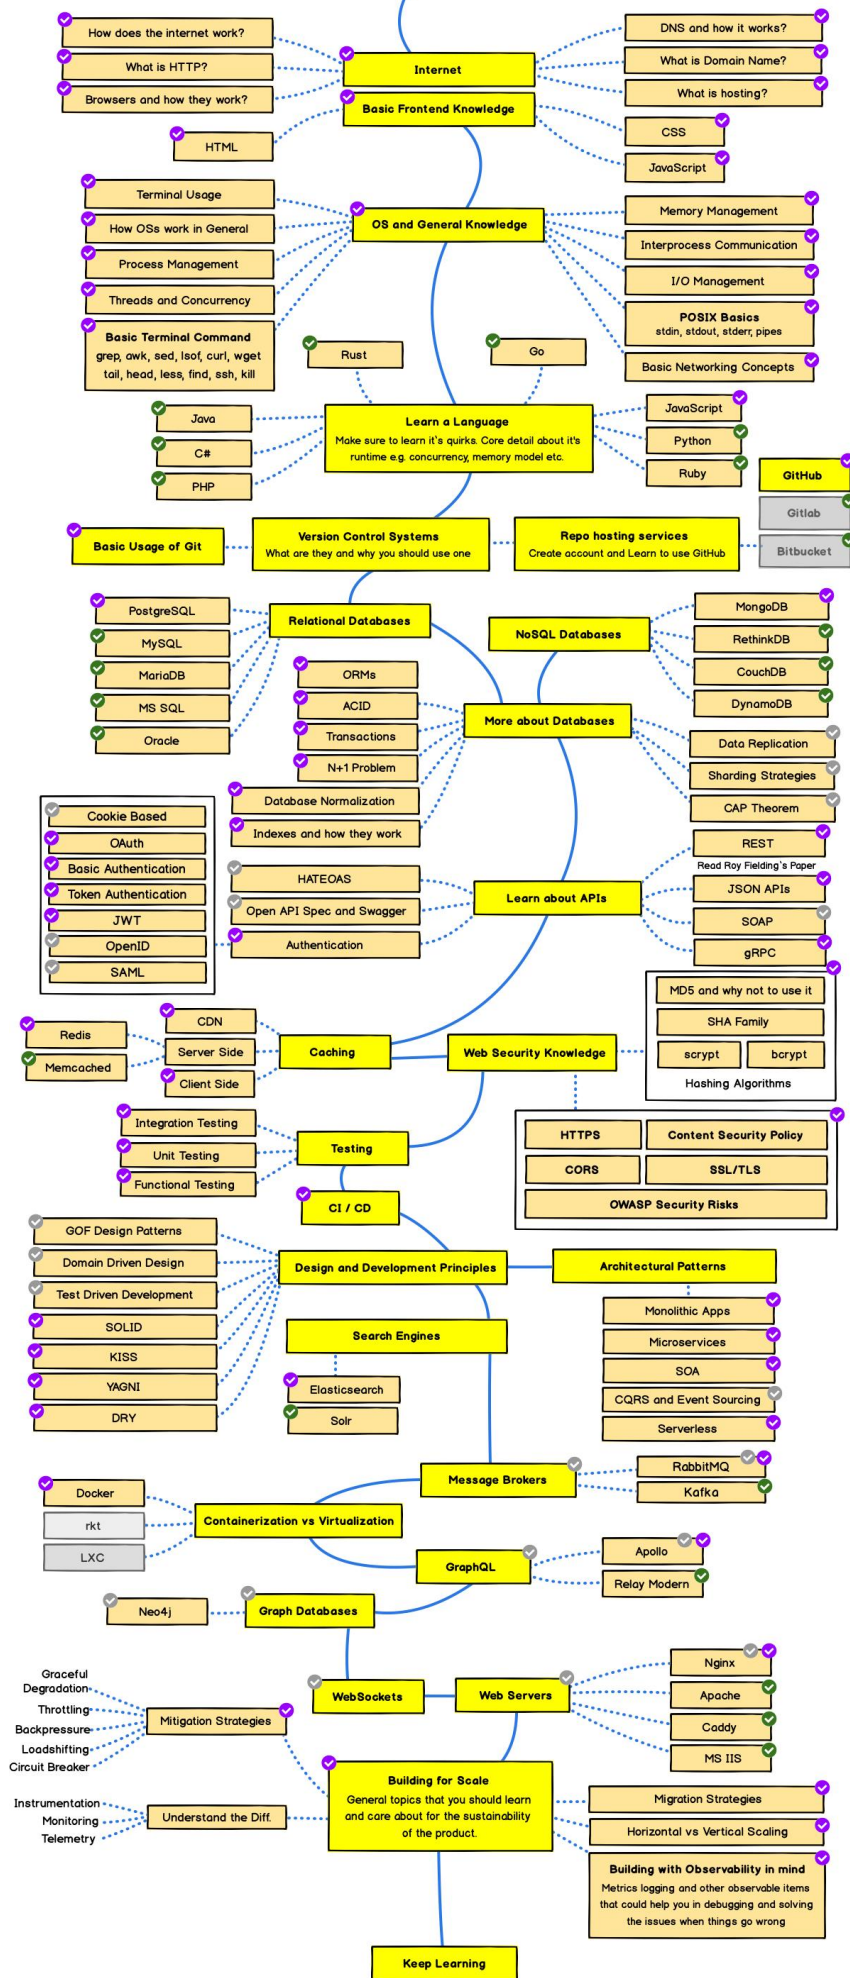 How does the internet work?
What is HTTP?
Browsers and how they work?
Internet
DNS and how it works?
What is Domain Name?
What is hosting?
Basic Frontend Knowledge
HTML
CSS
JavaScript
Terminal Usage
How OSs work in General
Process Management
Threads and Concurrency
Basic Terminal Command
grep, awk, sed, lsof, curl, wget
tail, head, less, find, ssh, kill
OS and General Knowledge
Memory Management
Interprocess Communication
I/O Management
POSIX Basics
stdin, stdout, stderr, pipes
Basic Networking Concepts
Rust
Go
Java
C#
PHP
Learn a Language
Make sure to learn it's quirks. Core detail about it's
runtime e.g. concurrency, memory model etc.
JavaScript
Python
Ruby
GitHub
Gitlab
Bitbucket
Basic Usage of Git
Version Control Systems
What are they and why you should use one
Repo hosting services
Create account and Learn to use GitHub
PostgreSQL
MySQL
MariaDB
MS SQL
Oracle
Relational Databases
NoSQL Databases
MongoDB
RethinkDB
CouchDB
DynamoDB
ORMs
ACID
Transactions
N+1 Problem
Database Normalization
Indexes and how they work
More about Databases
Data Replication
Sharding Strategies
CAP Theorem
Cookie Based
OAuth
Basic Authentication
Token Authentication
JWT
OpenID
SAML
HATEOAS
Open API Spec and Swagger
Authentication
Learn about APIs
REST
Read Roy Fielding's Paper
JSON APIs
SOAP
gRPC
MD5 and why not to use it
SHA Family
scrypt
bcrypt
Hashing Algorithms
Redis
Memcached
CDN
Server Side
Client Side
Caching
Web Security Knowledge
HTTPS
Content Security Policy
CORS
SSL/TLS
OWASP Security Risks
Integration Testing
Unit Testing
Functional Testing
Testing
CI / CD
GOF Design Patterns
Domain Driven Design
Test Driven Development
SOLID
KISS
YAGNI
DRY
Design and Development Principles
Architectural Patterns
Monolithic Apps
Microservices
SOA
CQRS and Event Sourcing
Serverless
Search Engines
Elasticsearch
Solr
Message Brokers
RabbitMQ
Kafka
Docker
rkt
LXC
Containerization vs Virtualization
GraphQL
Apollo
Relay Modern
Neo4j
Graph Databases
WebSockets
Web Servers
Nginx
Apache
Caddy
MS IIS
Graceful
Degradation
Throttling
Backpressure
Loadshifting
Circuit Breaker
Mitigation Strategies
Instrumentation
Monitoring
Telemetry
Understand the Diff.
Building for Scale
General topics that you should learn
and care about for the sustainability
of the product.
Migration Strategies
Horizontal vs Vertical Scaling
Building with Observability in mind
Metrics logging and other observable items
that could help you in debugging and solving
the issues when things go wrong
Keep Learning